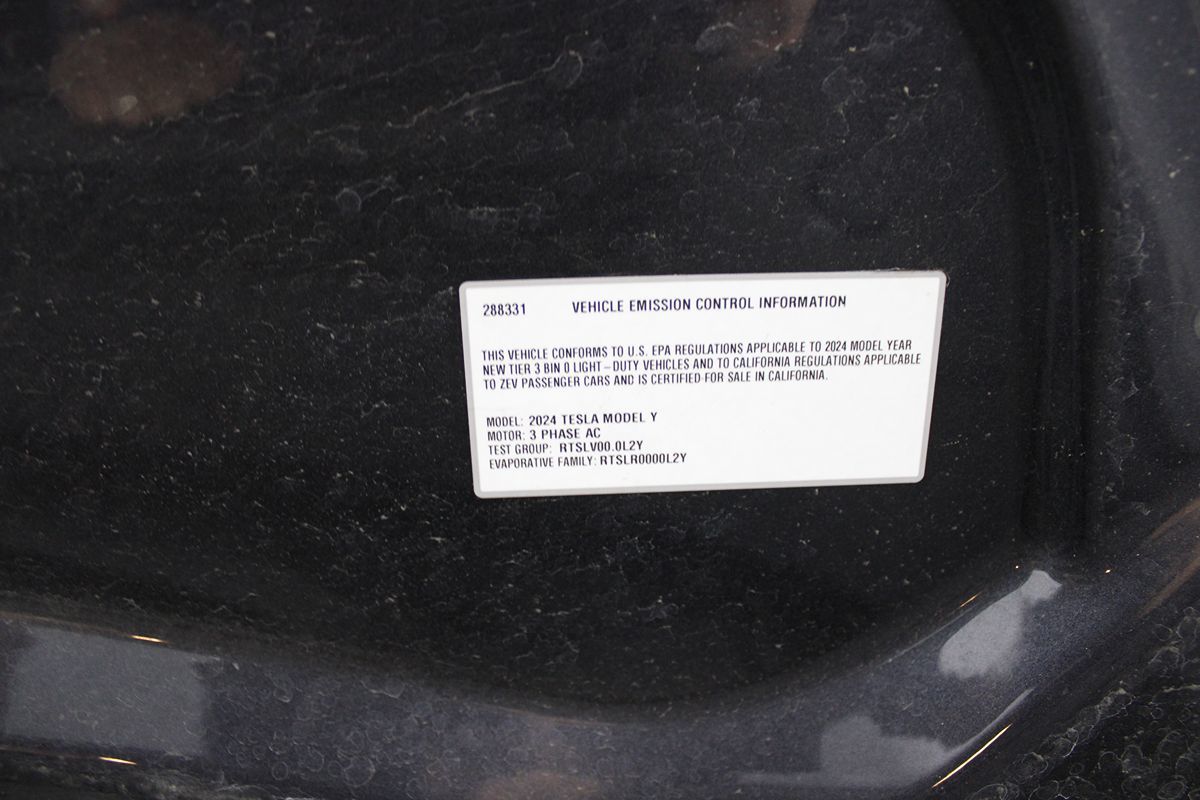 288331 VEHICLE EMISSION CONTROL INFORMATION
THIS VEHICLE CONFORMS TO U.S. EPA REGULATIONS APPLICABLE TO 2024 MODEL YEAR
NEW TIER 3 BIN 0 LIGHT–DUTY VEHICLES AND TO CALIFORNIA REGULATIONS APPLICABLE
TO ZEV PASSENGER CARS AND IS CERTIFIED FOR SALE IN CALIFORNIA.
MODEL: 2024 TESLA MODEL Y
MOTOR: 3 PHASE AC
TEST GROUP: RTSLV00.0L2Y
EVAPORATIVE FAMILY: RTSLR0000L2Y